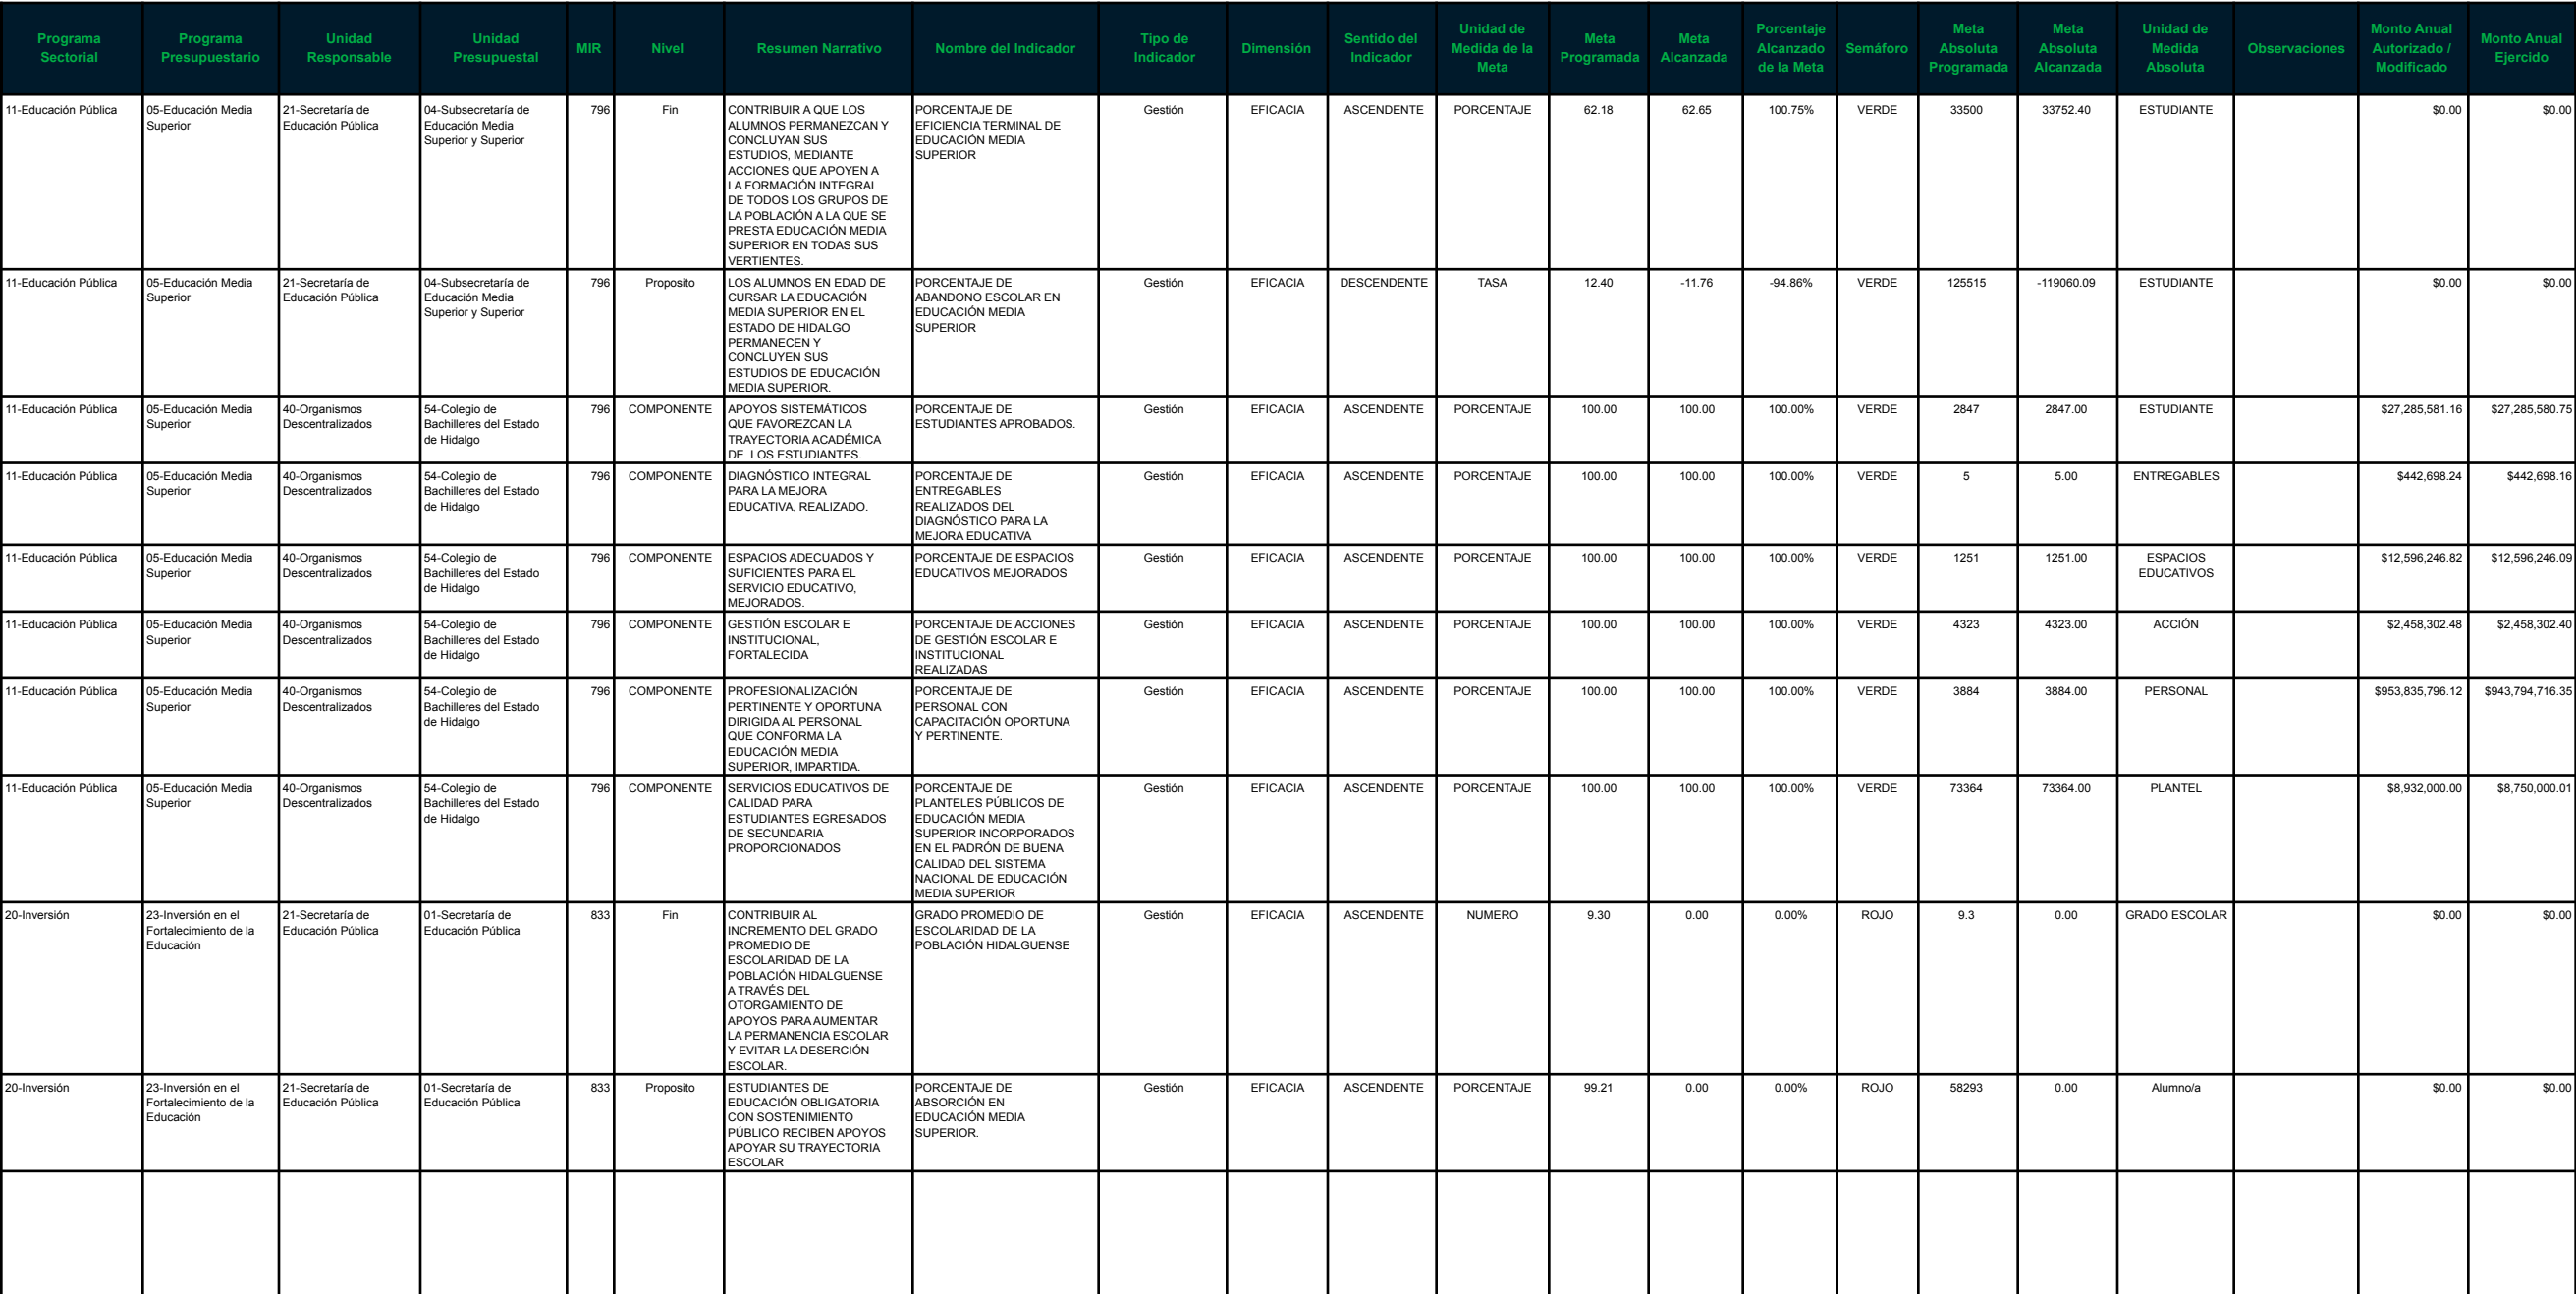 Programa Sectorial
Programa Presupuestario
Unidad Responsable
Unidad Presupuestal
MIR
Nivel
Resumen Narrativo
Nombre del Indicador
Tipo de Indicador
Dimensión
Sentido del Indicador
Unidad de Medida de la Meta
Meta Programada
Meta Alcanzada
Porcentaje Alcanzado de la Meta
Semáforo
Meta Absoluta Programada
Meta Absoluta Alcanzada
Unidad de Medida Absoluta
Observaciones
Monto Anual Autorizado / Modificado
Monto Anual Ejercido
11-Educación Pública
05-Educación Media
Superior
21-Secretaría de
Educación Pública
04-Subsecretaría de
Educación Media
Superior y Superior
796
Fin
CONTRIBUIR A QUE LOS
ALUMNOS PERMANEZCAN Y
CONCLUYAN SUS
ESTUDIOS, MEDIANTE
ACCIONES QUE APOYEN A
LA FORMACIÓN INTEGRAL
DE TODOS LOS GRUPOS DE
LA POBLACIÓN A LA QUE SE
PRESTA EDUCACIÓN MEDIA
SUPERIOR EN TODAS SUS
VERTIENTES.
PORCENTAJE DE
EFICIENCIA TERMINAL DE
EDUCACIÓN MEDIA
SUPERIOR
Gestión
EFICACIA
ASCENDENTE
PORCENTAJE
62.18
62.65
100.75%
VERDE
33500
33752.40
ESTUDIANTE
$0.00
$0.00
11-Educación Pública
05-Educación Media
Superior
21-Secretaría de
Educación Pública
04-Subsecretaría de
Educación Media
Superior y Superior
796
Proposito
LOS ALUMNOS EN EDAD DE
CURSAR LA EDUCACIÓN
MEDIA SUPERIOR EN EL
ESTADO DE HIDALGO
PERMANECEN Y
CONCLUYEN SUS
ESTUDIOS DE EDUCACIÓN
MEDIA SUPERIOR.
PORCENTAJE DE
ABANDONO ESCOLAR EN
EDUCACIÓN MEDIA
SUPERIOR
Gestión
EFICACIA
DESCENDENTE
TASA
12.40
-11.76
-94.86%
VERDE
125515
-119060.09
ESTUDIANTE
$0.00
$0.00
11-Educación Pública
05-Educación Media
Superior
40-Organismos
Descentralizados
54-Colegio de
Bachilleres del Estado
de Hidalgo
796
COMPONENTE
APOYOS SISTEMÁTICOS
QUE FAVOREZCAN LA
TRAYECTORIA ACADÉMICA
DE  LOS ESTUDIANTES.
PORCENTAJE DE
ESTUDIANTES APROBADOS.
Gestión
EFICACIA
ASCENDENTE
PORCENTAJE
100.00
100.00
100.00%
VERDE
2847
2847.00
ESTUDIANTE
$27,285,581.16
$27,285,580.75
11-Educación Pública
05-Educación Media
Superior
40-Organismos
Descentralizados
54-Colegio de
Bachilleres del Estado
de Hidalgo
796
COMPONENTE
DIAGNÓSTICO INTEGRAL
PARA LA MEJORA
EDUCATIVA, REALIZADO.
PORCENTAJE DE
ENTREGABLES
REALIZADOS DEL
DIAGNÓSTICO PARA LA
MEJORA EDUCATIVA
Gestión
EFICACIA
ASCENDENTE
PORCENTAJE
100.00
100.00
100.00%
VERDE
5
5.00
ENTREGABLES
$442,698.24
$442,698.16
11-Educación Pública
05-Educación Media
Superior
40-Organismos
Descentralizados
54-Colegio de
Bachilleres del Estado
de Hidalgo
796
COMPONENTE
ESPACIOS ADECUADOS Y
SUFICIENTES PARA EL
SERVICIO EDUCATIVO,
MEJORADOS.
PORCENTAJE DE ESPACIOS
EDUCATIVOS MEJORADOS
Gestión
EFICACIA
ASCENDENTE
PORCENTAJE
100.00
100.00
100.00%
VERDE
1251
1251.00
ESPACIOS
EDUCATIVOS
$12,596,246.82
$12,596,246.09
11-Educación Pública
05-Educación Media
Superior
40-Organismos
Descentralizados
54-Colegio de
Bachilleres del Estado
de Hidalgo
796
COMPONENTE
GESTIÓN ESCOLAR E
INSTITUCIONAL,
FORTALECIDA
PORCENTAJE DE ACCIONES
DE GESTIÓN ESCOLAR E
INSTITUCIONAL
REALIZADAS
Gestión
EFICACIA
ASCENDENTE
PORCENTAJE
100.00
100.00
100.00%
VERDE
4323
4323.00
ACCIÓN
$2,458,302.48
$2,458,302.40
11-Educación Pública
05-Educación Media
Superior
40-Organismos
Descentralizados
54-Colegio de
Bachilleres del Estado
de Hidalgo
796
COMPONENTE
PROFESIONALIZACIÓN
PERTINENTE Y OPORTUNA
DIRIGIDA AL PERSONAL
QUE CONFORMA LA
EDUCACIÓN MEDIA
SUPERIOR, IMPARTIDA.
PORCENTAJE DE
PERSONAL CON
CAPACITACIÓN OPORTUNA
Y PERTINENTE.
Gestión
EFICACIA
ASCENDENTE
PORCENTAJE
100.00
100.00
100.00%
VERDE
3884
3884.00
PERSONAL
$953,835,796.12
$943,794,716.35
11-Educación Pública
05-Educación Media
Superior
40-Organismos
Descentralizados
54-Colegio de
Bachilleres del Estado
de Hidalgo
796
COMPONENTE
SERVICIOS EDUCATIVOS DE
CALIDAD PARA
ESTUDIANTES EGRESADOS
DE SECUNDARIA
PROPORCIONADOS
PORCENTAJE DE
PLANTELES PÚBLICOS DE
EDUCACIÓN MEDIA
SUPERIOR INCORPORADOS
EN EL PADRÓN DE BUENA
CALIDAD DEL SISTEMA
NACIONAL DE EDUCACIÓN
MEDIA SUPERIOR
Gestión
EFICACIA
ASCENDENTE
PORCENTAJE
100.00
100.00
100.00%
VERDE
73364
73364.00
PLANTEL
$8,932,000.00
$8,750,000.01
20-Inversión
23-Inversión en el
Fortalecimiento de la
Educación
21-Secretaría de
Educación Pública
01-Secretaría de
Educación Pública
833
Fin
CONTRIBUIR AL
INCREMENTO DEL GRADO
PROMEDIO DE
ESCOLARIDAD DE LA
POBLACIÓN HIDALGUENSE
A TRAVÉS DEL
OTORGAMIENTO DE
APOYOS PARA AUMENTAR
LA PERMANENCIA ESCOLAR
Y EVITAR LA DESERCIÓN
ESCOLAR.
GRADO PROMEDIO DE
ESCOLARIDAD DE LA
POBLACIÓN HIDALGUENSE
Gestión
EFICACIA
ASCENDENTE
NUMERO
9.30
0.00
0.00%
ROJO
9.3
0.00
GRADO ESCOLAR
$0.00
$0.00
20-Inversión
23-Inversión en el
Fortalecimiento de la
Educación
21-Secretaría de
Educación Pública
01-Secretaría de
Educación Pública
833
Proposito
ESTUDIANTES DE
EDUCACIÓN OBLIGATORIA
CON SOSTENIMIENTO
PÚBLICO RECIBEN APOYOS
APOYAR SU TRAYECTORIA
ESCOLAR
PORCENTAJE DE
ABSORCIÓN EN
EDUCACIÓN MEDIA
SUPERIOR.
Gestión
EFICACIA
ASCENDENTE
PORCENTAJE
99.21
0.00
0.00%
ROJO
58293
0.00
Alumno/a
$0.00
$0.00